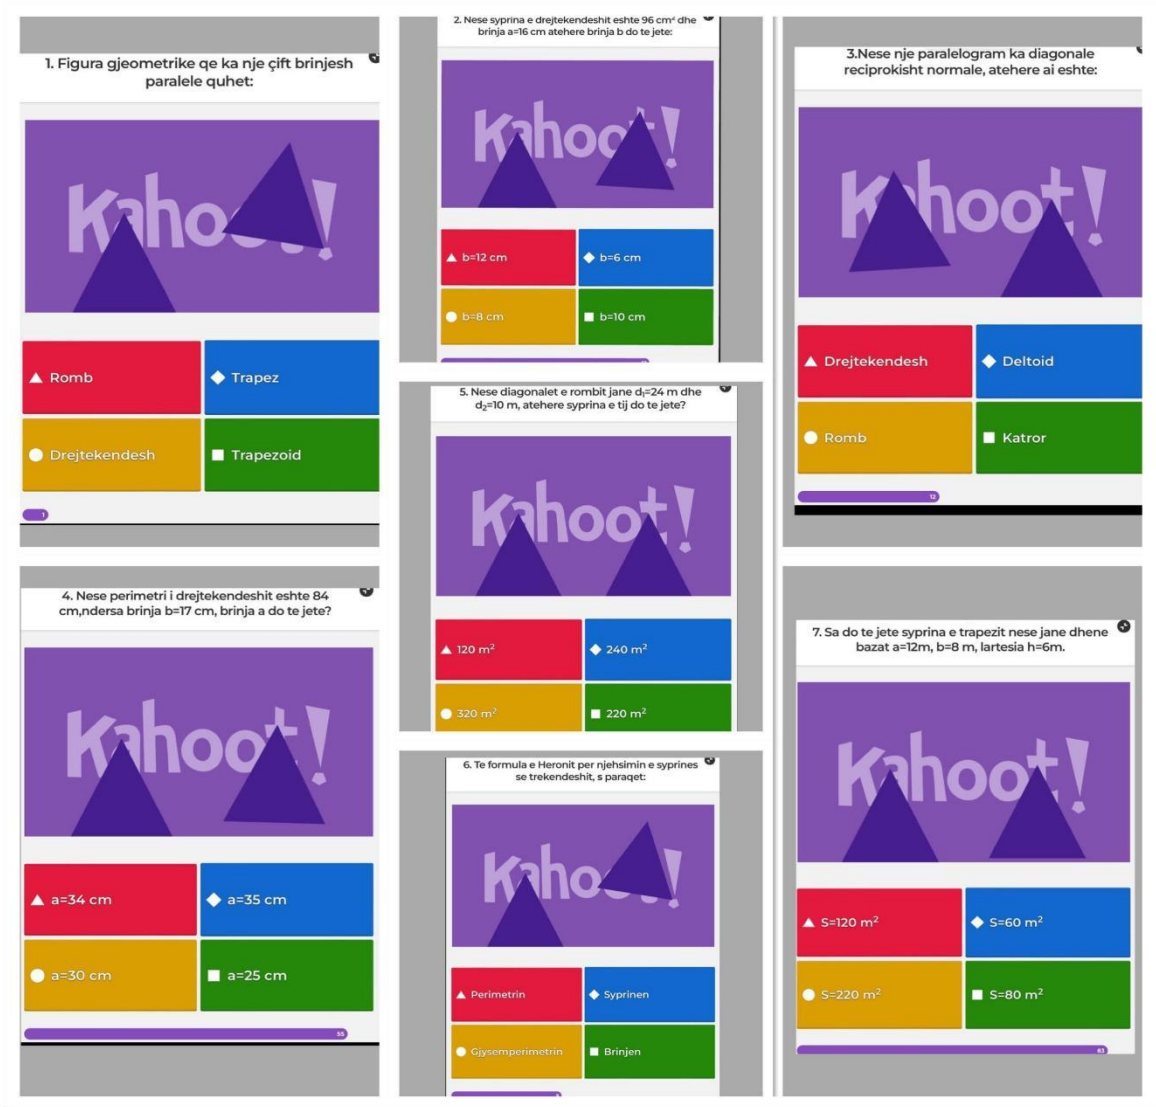 1. Figura gjeometrike qe ka nje çift brinjesh
paralele quhet:
Kahoot!
Romb
Trapez
Drejtekendesh
Trapezoid
1
2. Nese syprina e drejtekendeshit eshte 96 cm² dhe
brinja a=16 cm atehere brinja b do te jete:
Kahoot!
b=12 cm
b=6 cm
b=8 cm
b=10 cm
3.Nese nje paralelogram ka diagonale
reciprokisht normale, atehere ai eshte:
Kahoot!
Drejtekendesh
Deltoid
Romb
Katror
12
4. Nese perimetri i drejtekendeshit eshte 84
cm,ndersa brinja b=17 cm, brinja a do te jete?
Kahoot!
a=34 cm
a=35 cm
a=30 cm
a=25 cm
55
5. Nese diagonalet e rombit jane d₁=24 m dhe
d₂=10 m, atehere syprina e tij do te jete?
Kahoot!
120 m²
240 m²
320 m²
220 m²
6. Te formula e Heronit per njehsimin e syprines
se trekendeshit, s paraqet:
Kahoot!
Perimetrin
Syprinen
Gjysemperimetrin
Brinjen
7. Sa do te jete syprina e trapezit nese jane dhene
bazat a=12m, b=8 m, lartesia h=6m.
Kahoot!
S=120 m²
S=60 m²
S=220 m²
S=80 m²
83